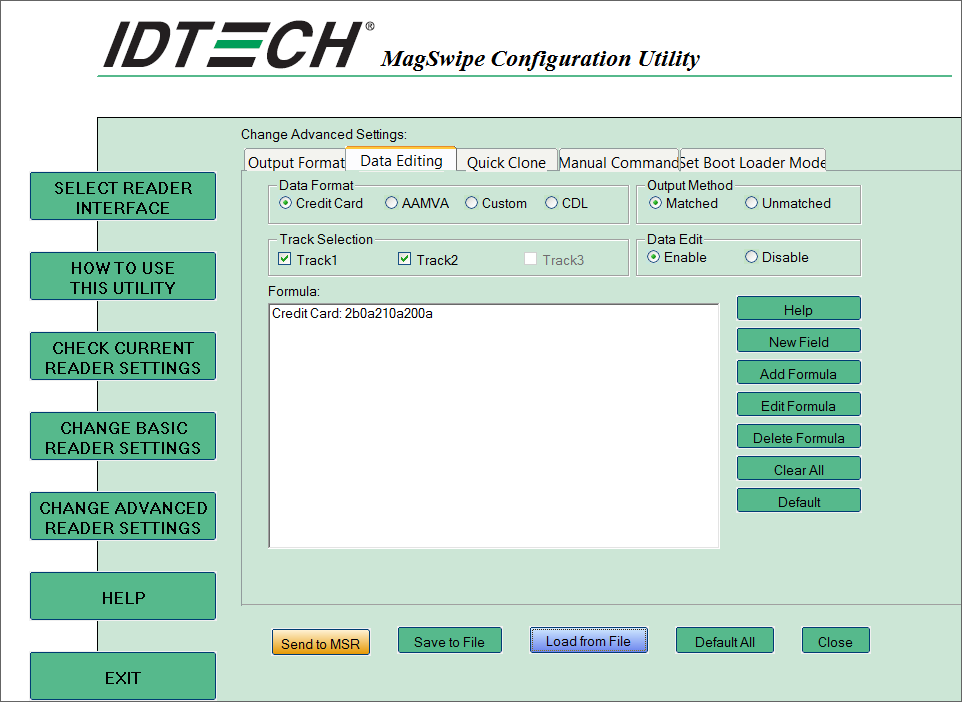 IDTECH®
MagSwipe Configuration Utility
SELECT READER
INTERFACE
HOW TO USE
THIS UTILITY
CHECK CURRENT
READER SETTINGS
CHANGE BASIC
READER SETTINGS
CHANGE ADVANCED
READER SETTINGS
HELP
EXIT
Change Advanced Settings:
Output Format Data Editing Quick Clone Manual Command Set Boot Loader Mode
Data Format
Credit Card AAMVA Custom CDL
Output Method
Matched Unmatched
Track Selection
Track1 Track2 Track3
Data Edit
Enable Disable
Formula:
Credit Card: 2b0a210a200a
Help
New Field
Add Formula
Edit Formula
Delete Formula
Clear All
Default
Send to MSR Save to File Load from File Default All Close